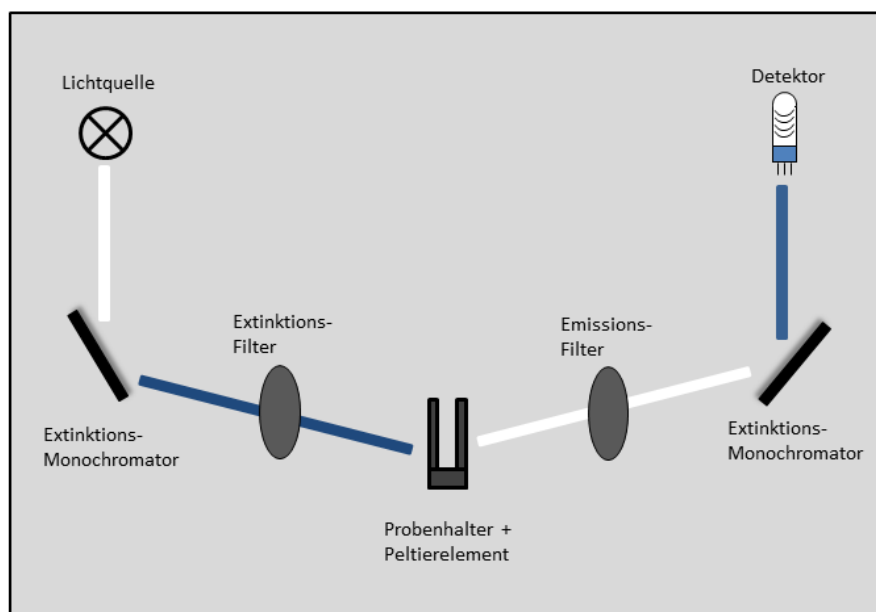 Lichtquelle
Detektor
Extinktions-
Filter
Emissions-
Filter
Extinktions-
Monochromator
Extinktions-
Monochromator
Probenhalter +
Peltierelement